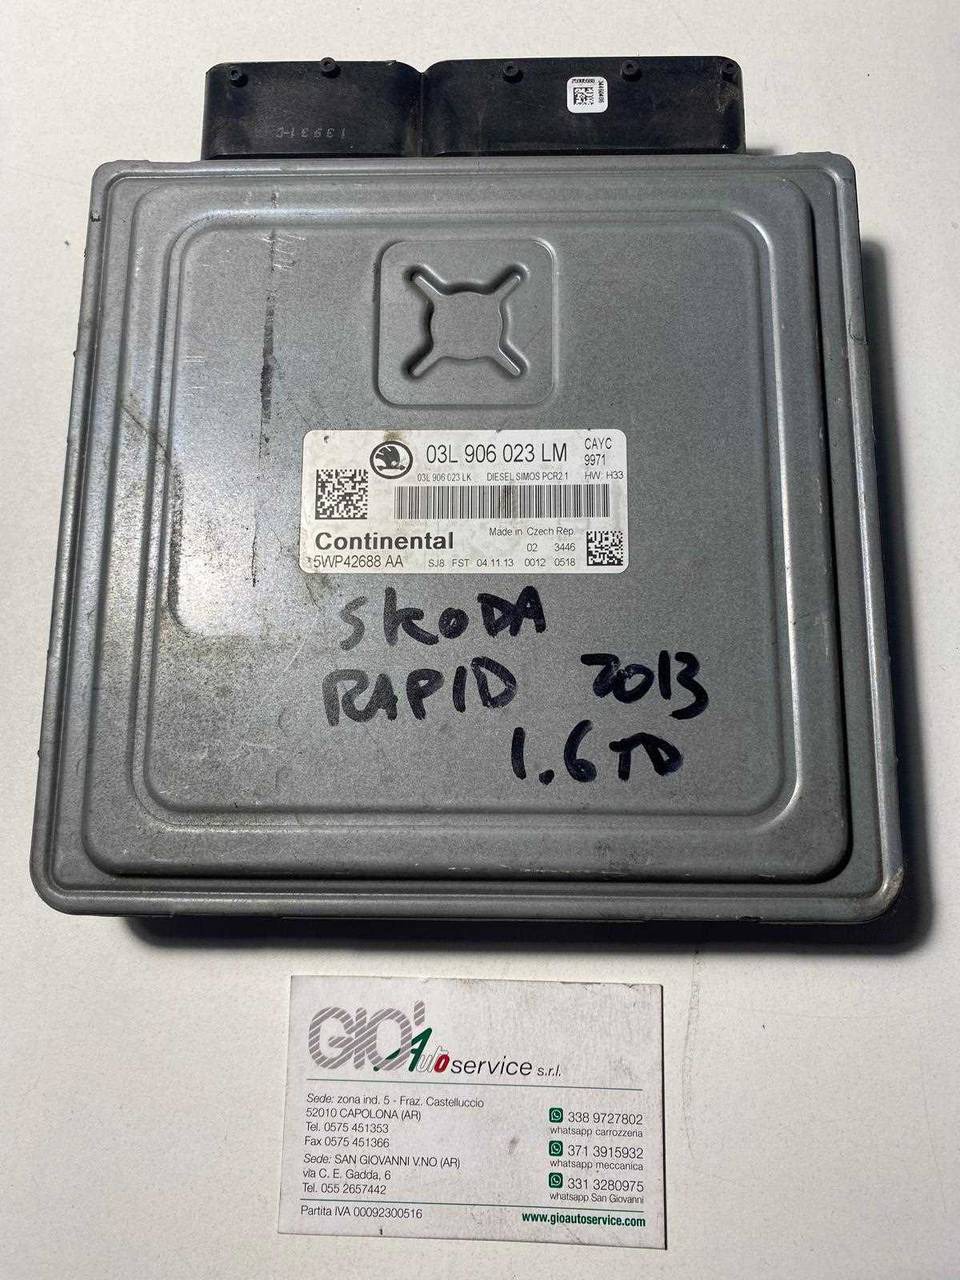 13931-C
03L 906 023 LM
CAYC
9971
03L 906 023 LK DIESEL SIMOS PCR2.1 HW: H33
Made in Czech Rep.
Continental
02 3446
5WP42688 AA SJ8 FST 04.11.13 0012 0518
SKODA
RAPID 2013
1.6TD
GIO'
Auto service s.r.l.
Sede: zona ind. 5 - Fraz. Castelluccio
52010 CAPOLONA (AR)
Tel. 0575 451353
Fax 0575 451366
Sede: SAN GIOVANNI V.NO (AR)
via C. E. Gadda, 6
Tel. 055 2657442
Partita IVA 00092300516
338 9727802
whatsapp carrozzeria
371 3915932
whatsapp meccanica
331 3280975
whatsapp San Giovanni
www.gioautoservice.com